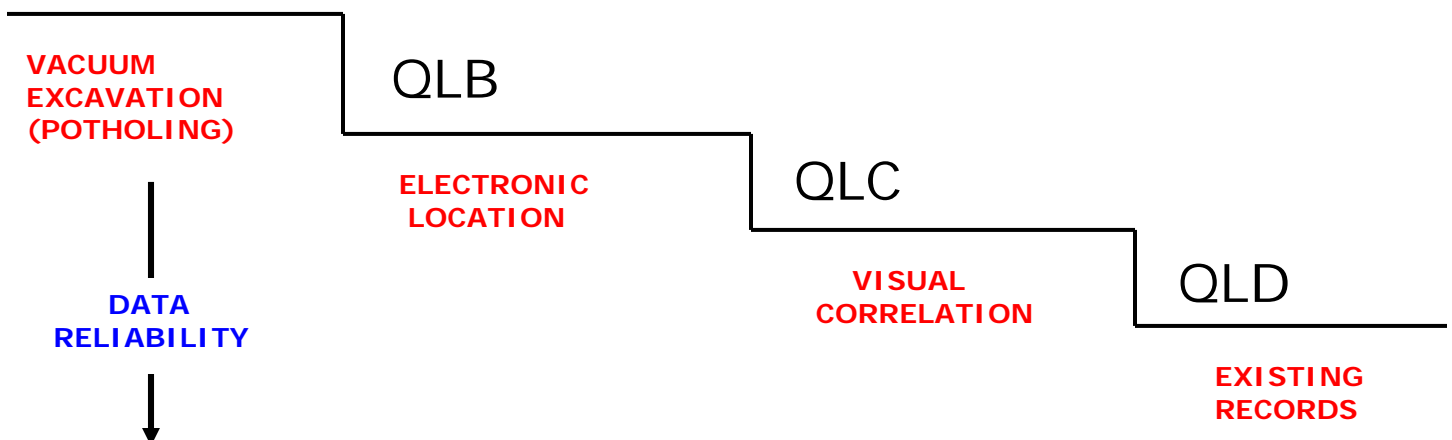 VACUUM
EXCAVATION
(POTHOLING)
QLB
ELECTRONIC
LOCATION
QLC
VISUAL
CORRELATION
QLD
EXISTING
RECORDS
DATA
RELIABILITY